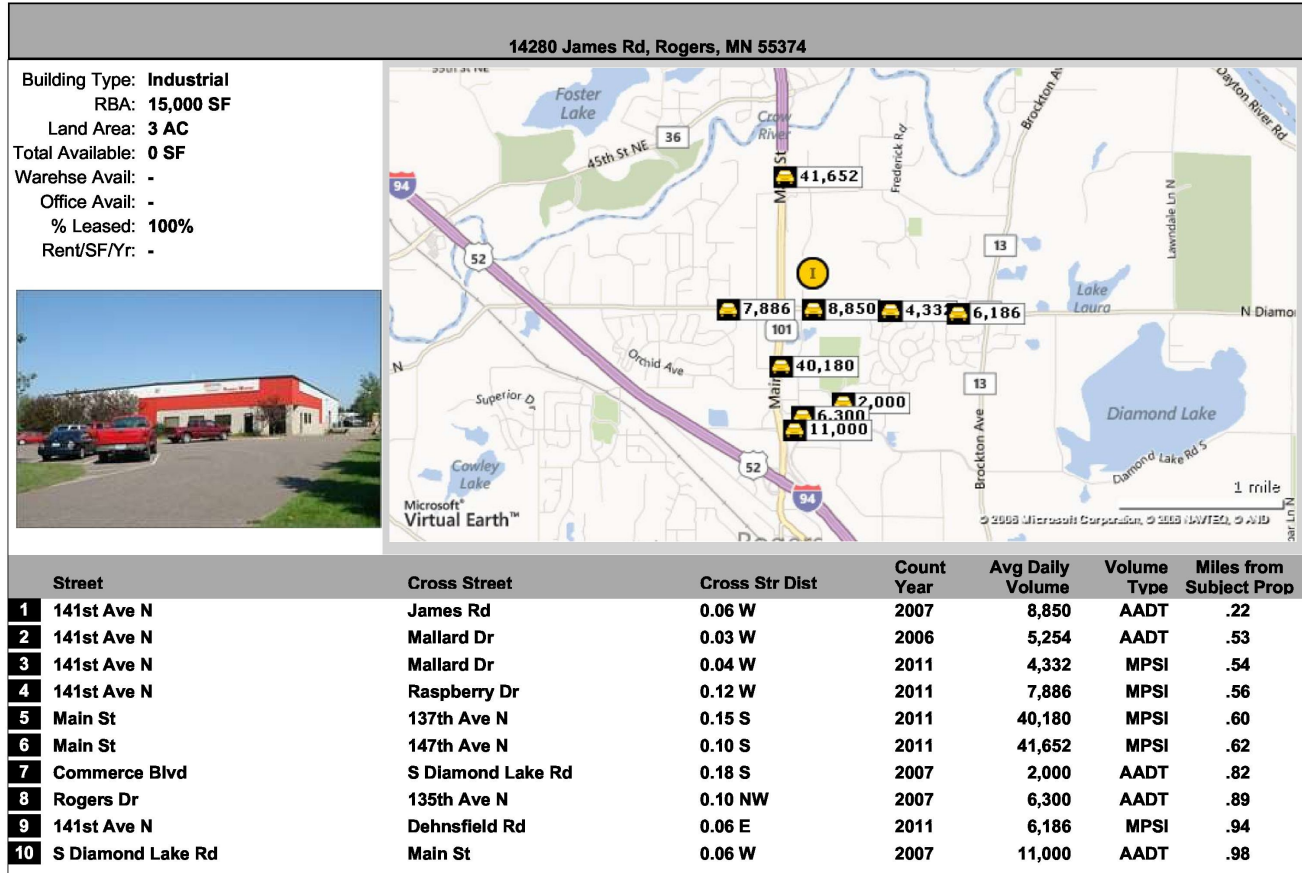 14280 James Rd, Rogers, MN 55374
Building Type: Industrial
RBA: 15,000 SF
Land Area: 3 AC
Total Available: 0 SF
Warehse Avail: -
Office Avail: -
% Leased: 100%
Rent/SF/Yr: -
Foster
Lake
Crow
River
36
45th St NE
Frederick Rd
Brockton Av
Dayton River Rd
94
41,652
Lawndale Ln N
13
52
I
Lake
Laura
7,886
8,850
4,332
6,186
N Diamo
101
N
Orchid Ave
40,180
Main
13
Superior Dr
2,000
6,300
11,000
Diamond Lake
Brockton Ave
Diamond Lake Rd S
Cowley
Lake
52
94
1 mile
Microsoft®
Virtual Earth™
© 2006 Microsoft Corporation, © 2006 NAVTEQ, © AND
Street Cross Street Cross Str Dist Count Year Avg Daily Volume Volume Type Miles from Subject Prop
1 141st Ave N James Rd 0.06 W 2007 8,850 AADT .22
2 141st Ave N Mallard Dr 0.03 W 2006 5,254 AADT .53
3 141st Ave N Mallard Dr 0.04 W 2011 4,332 MPSI .54
4 141st Ave N Raspberry Dr 0.12 W 2011 7,886 MPSI .56
5 Main St 137th Ave N 0.15 S 2011 40,180 MPSI .60
6 Main St 147th Ave N 0.10 S 2011 41,652 MPSI .62
7 Commerce Blvd S Diamond Lake Rd 0.18 S 2007 2,000 AADT .82
8 Rogers Dr 135th Ave N 0.10 NW 2007 6,300 AADT .89
9 141st Ave N Dehnsfield Rd 0.06 E 2011 6,186 MPSI .94
10 S Diamond Lake Rd Main St 0.06 W 2007 11,000 AADT .98